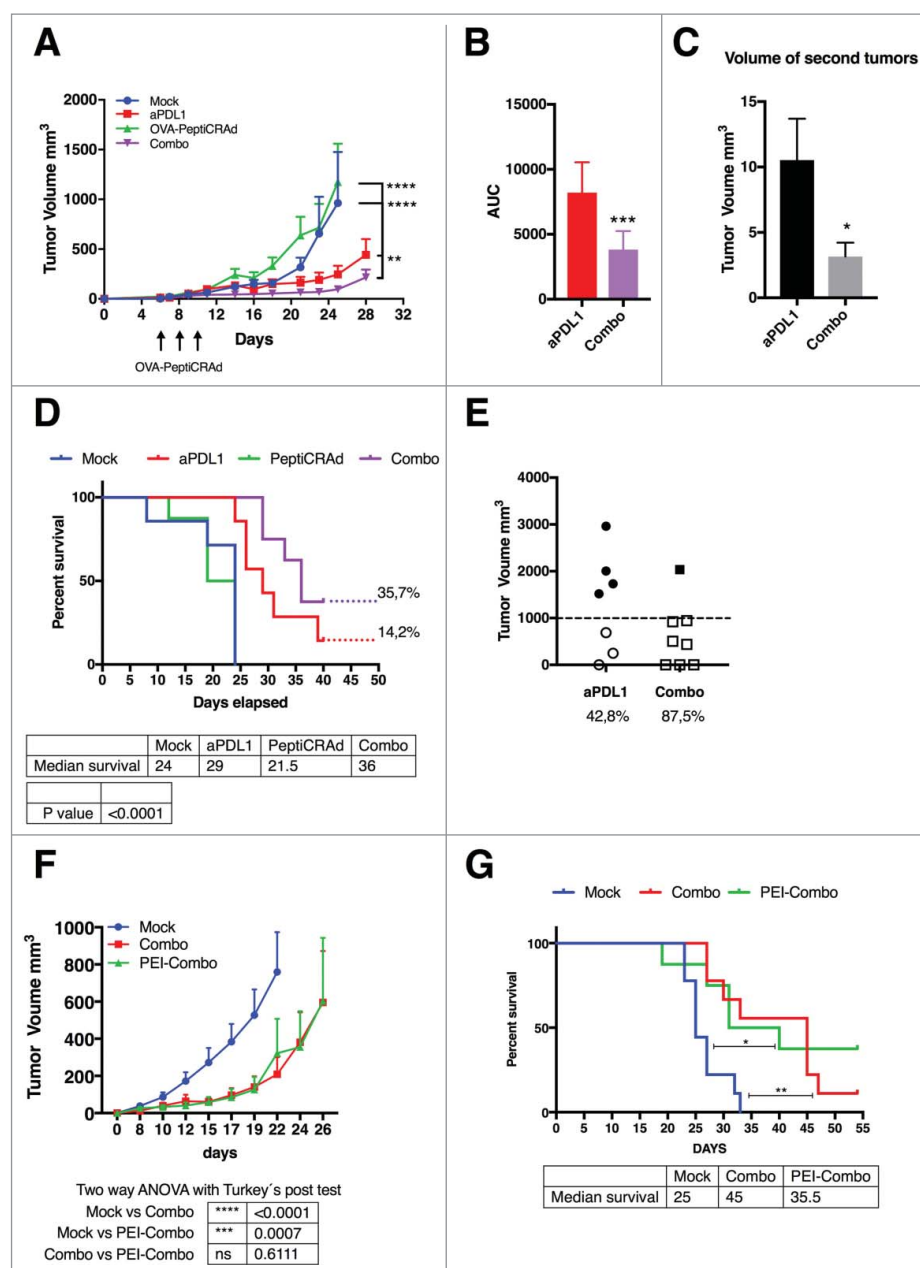 A
Tumor Volume mm3
2000
1500
1000
500
0
Mock
aPDL1
OVA-PeptiCRAd
Combo
****
****
**
0 4 6 8 12 16 20 24 28 32
Days
OVA-PeptiCRAd
B
AUC
15000
10000
5000
0
***
aPDL1
Combo
C
Volume of second tumors
Tumor Voume mm3
15
10
5
0
*
aPDL1
Combo
D
Mock aPDL1 PeptiCRAd Combo
Percent survival
100
50
0
35,7%
14,2%
0 5 10 15 20 25 30 35 40 45 50
Days elapsed
Mock aPDL1 PeptiCRAd Combo
Median survival 24 29 21.5 36
P value <0.0001
E
Tumor Voume mm3
4000
3000
2000
1000
0
aPDL1 Combo
42,8% 87,5%
F
Tumor Voume mm3
1000
800
600
400
200
0
Mock
Combo
PEI-Combo
0 8 10 12 15 17 19 22 24 26
days
Two way ANOVA with Turkey´s post test
Mock vs Combo **** <0.0001
Mock vs PEI-Combo *** 0.0007
Combo vs PEI-Combo ns 0.6111
G
Mock Combo PEI-Combo
Percent survival
100
50
0
*
**
0 5 10 15 20 25 30 35 40 45 50 55
DAYS
Mock Combo PEI-Combo
Median survival 25 45 35.5